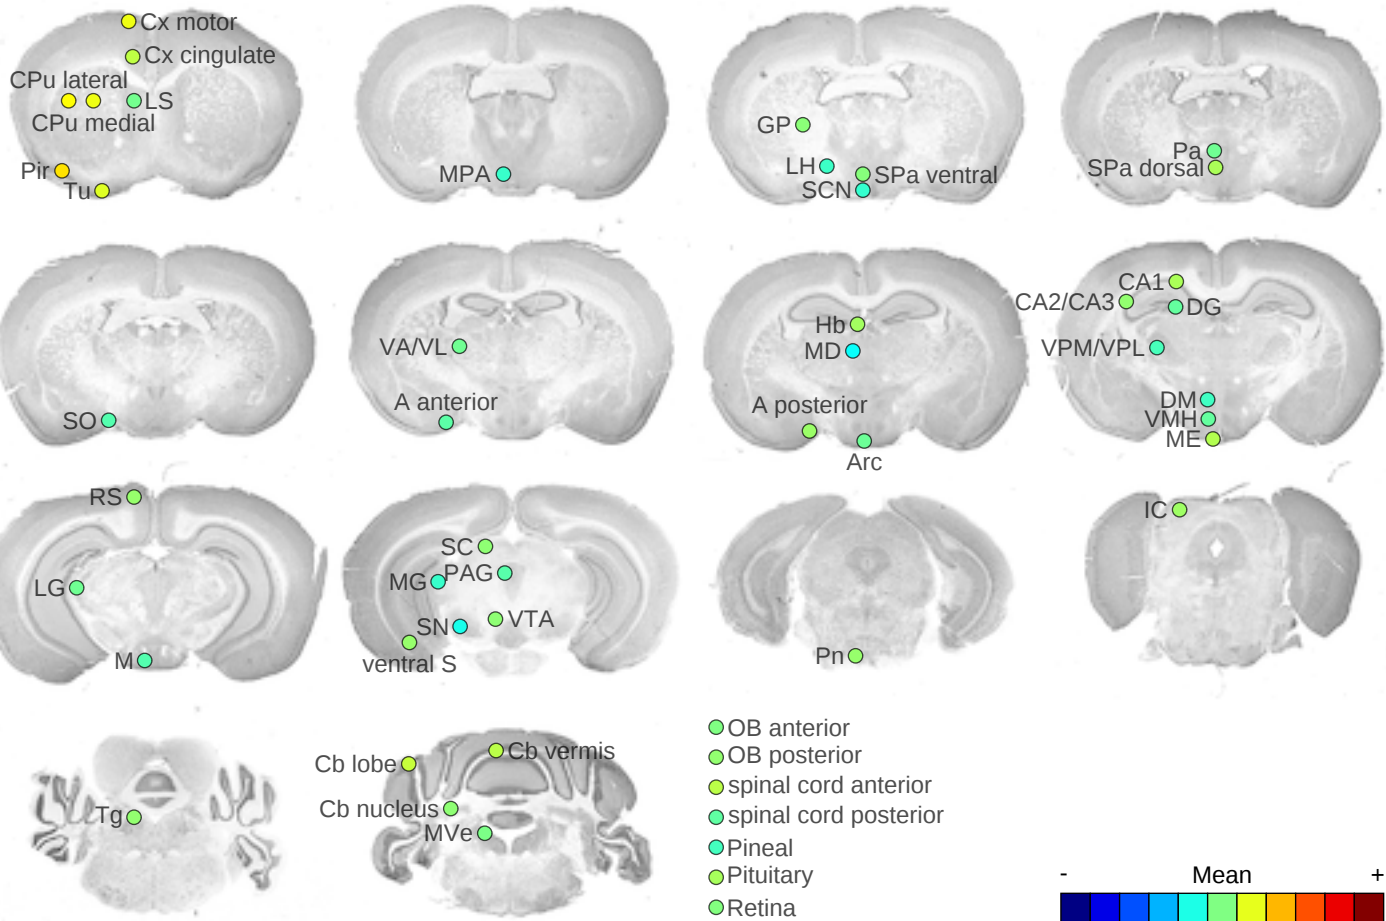 Cx motor
Cx cingulate
CPu lateral
LS
CPu medial
Pir
Tu
MPA
GP
LH
SPa ventral
SCN
Pa
SPa dorsal
SO
VA/VL
A anterior
Hb
MD
A posterior
Arc
CA1
CA2/CA3
DG
VPM/VPL
DM
VMH
ME
RS
LG
M
SC
MG
PAG
SN
VTA
ventral S
Pn
IC
Tg
Cb lobe
Cb vermis
Cb nucleus
MVe
OB anterior
OB posterior
spinal cord anterior
spinal cord posterior
Pineal
Pituitary
Retina
- Mean +